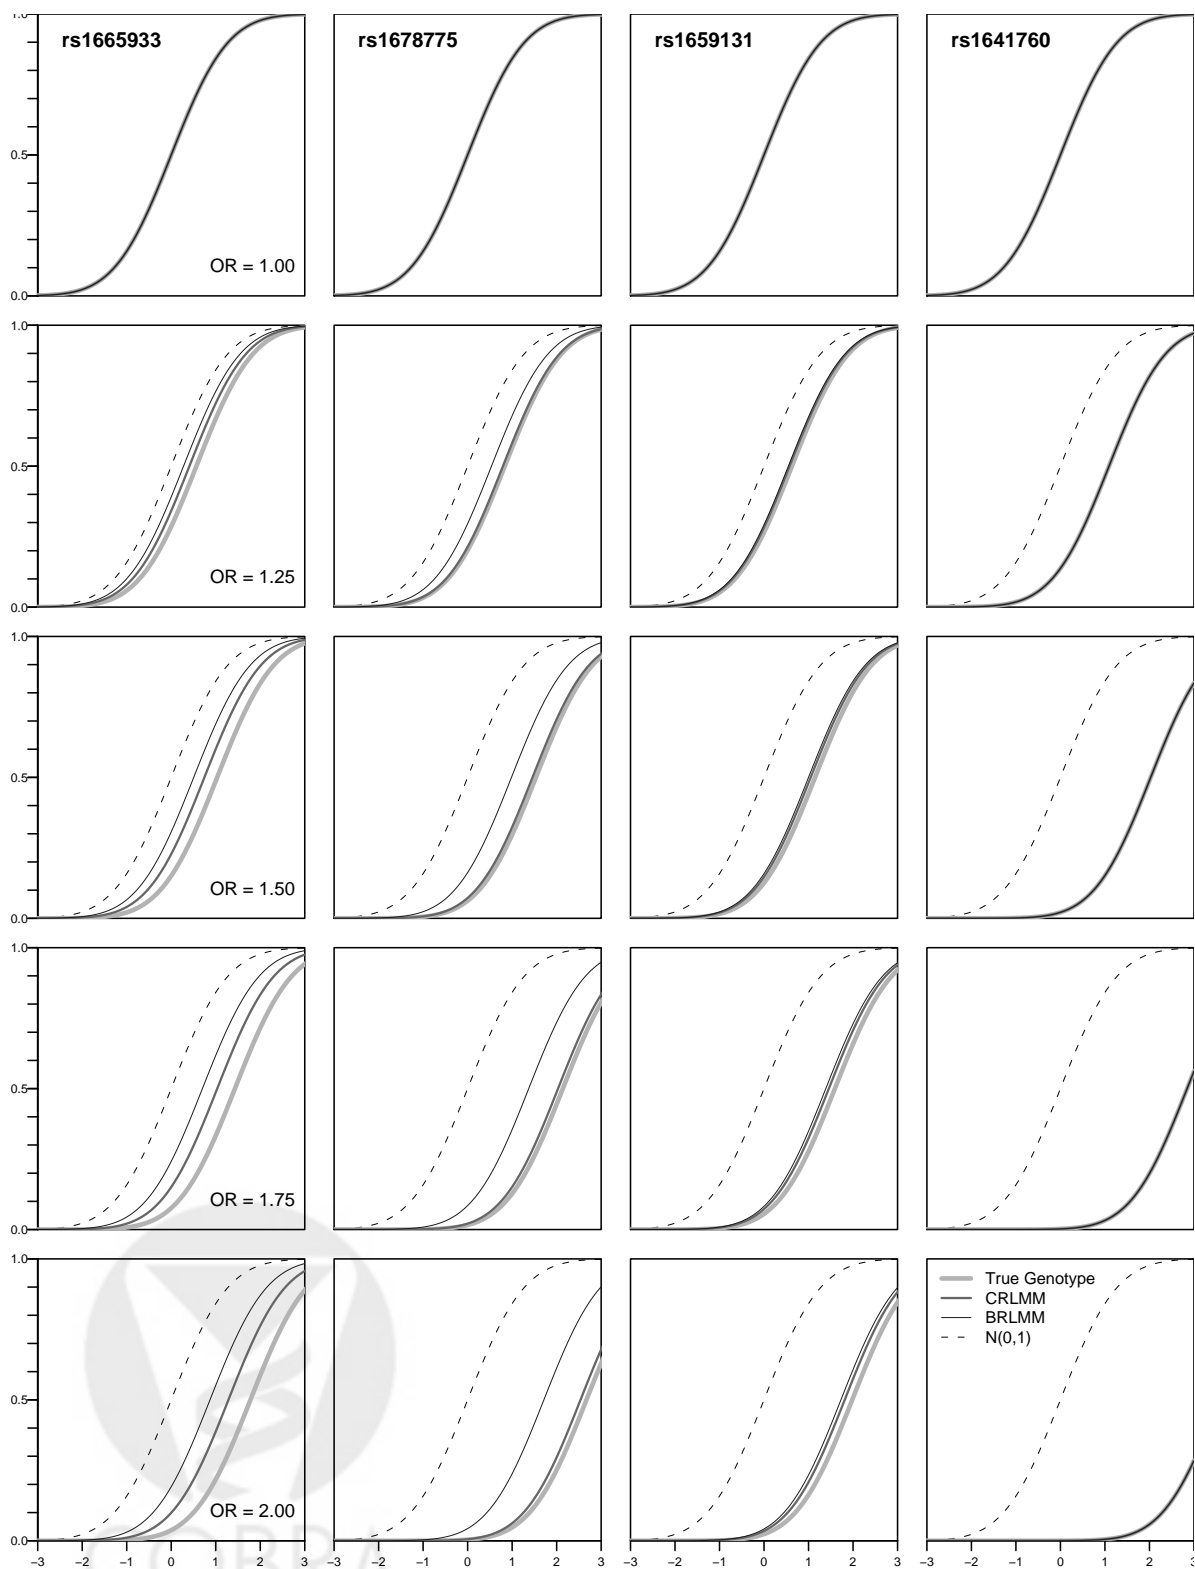 rs1665933 rs1678775 rs1659131 rs1641760
1.0
0.5
OR = 1.00
0.0
1.0
0.5
OR = 1.25
0.0
1.0
0.5
OR = 1.50
0.0
1.0
0.5
OR = 1.75
0.0
1.0
True Genotype
CRLMM
BRLMM
N(0,1)
0.5
OR = 2.00
0.0
COBRA
−3 −2 −1 0 1 2 3 −3 −2 −1 0 1 2 3 −3 −2 −1 0 1 2 3 −3 −2 −1 0 1 2 3